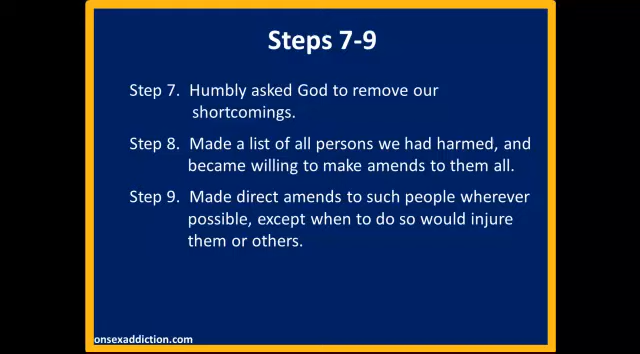 Steps 7-9
Step 7. Humbly asked God to remove our
shortcomings.
Step 8. Made a list of all persons we had harmed, and
became willing to make amends to them all.
Step 9. Made direct amends to such people wherever
possible, except when to do so would injure
them or others.
onsexaddiction.com